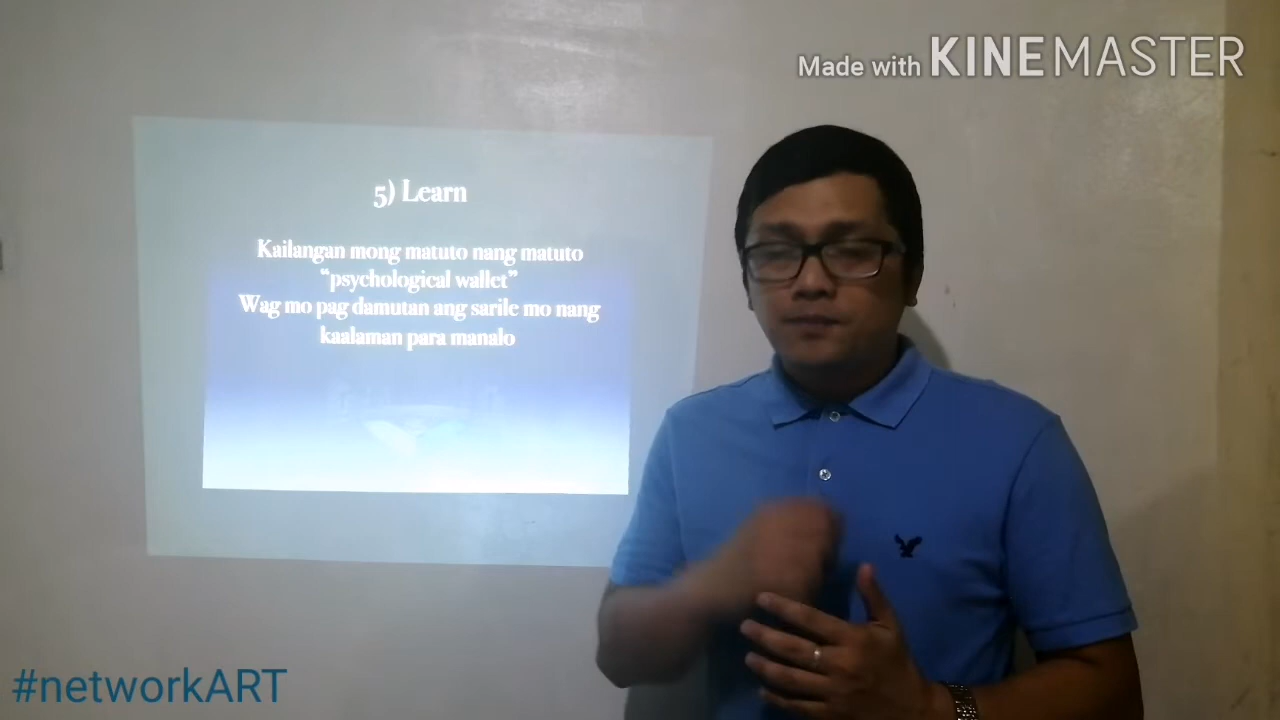 Made with KINEMASTER
5) Learn
Kailangan mong matuto nang matuto
“psychological wallet”
Wag mo pag damutan ang sarile mo nang
kaalaman para manalo
#networkART